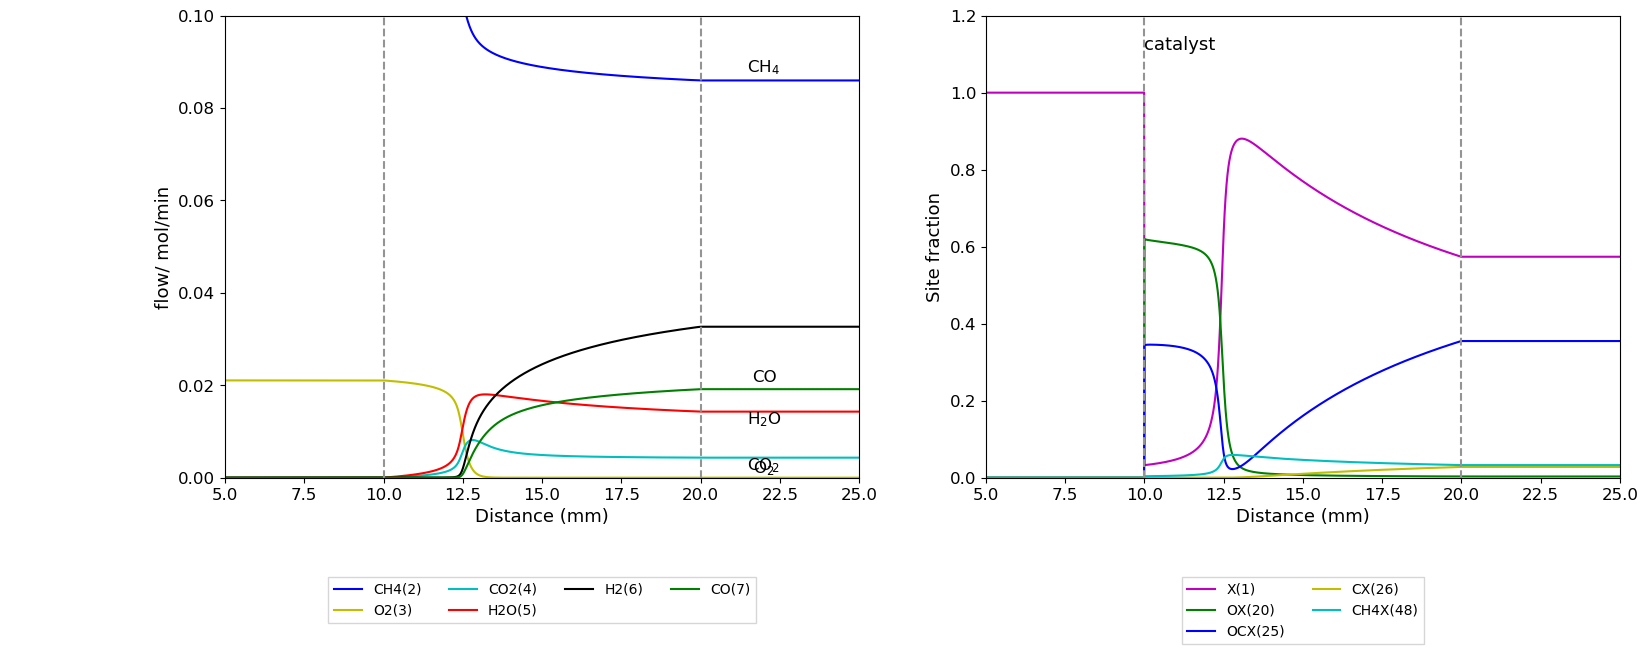 0.10
0.08
0.06
0.04
0.02
0.00
flow/ mol/min
CH₄
CO
H₂O
CO₂
O₂
5.0 7.5 10.0 12.5 15.0 17.5 20.0 22.5 25.0
Distance (mm)
CH4(2) CO2(4) H2(6) CO(7)
O2(3) H2O(5)
1.2
1.0
0.8
0.6
0.4
0.2
0.0
Site fraction
catalyst
5.0 7.5 10.0 12.5 15.0 17.5 20.0 22.5 25.0
Distance (mm)
X(1) CX(26)
OX(20) CH4X(48)
OCX(25)